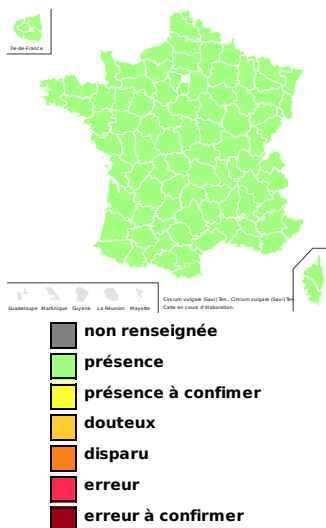 Île-de-France
Guadeloupe Martinique Guyane La Réunion Mayotte
Cirsium vulgare (Savi) Ten., Cirsium vulgare (Savi) Ten.
Carte en cours d'élaboration.
non renseignée
présence
présence à confimer
douteux
disparu
erreur
erreur à confirmer